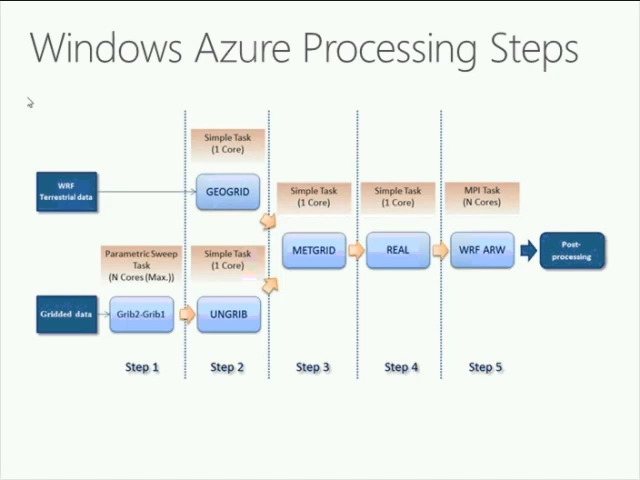 Windows Azure Processing Steps
Simple Task
(1 Core)
WRF
Terrestrial data
GEOGRID
Simple Task
(1 Core)
Simple Task
(1 Core)
MPI Task
(N Cores)
Parametric Sweep
Task
(N Cores (Max.))
Simple Task
(1 Core)
METGRID
REAL
WRF ARW
Post-
processing
Gridded data
Grib2-Grib1
UNGRIB
Step 1
Step 2
Step 3
Step 4
Step 5